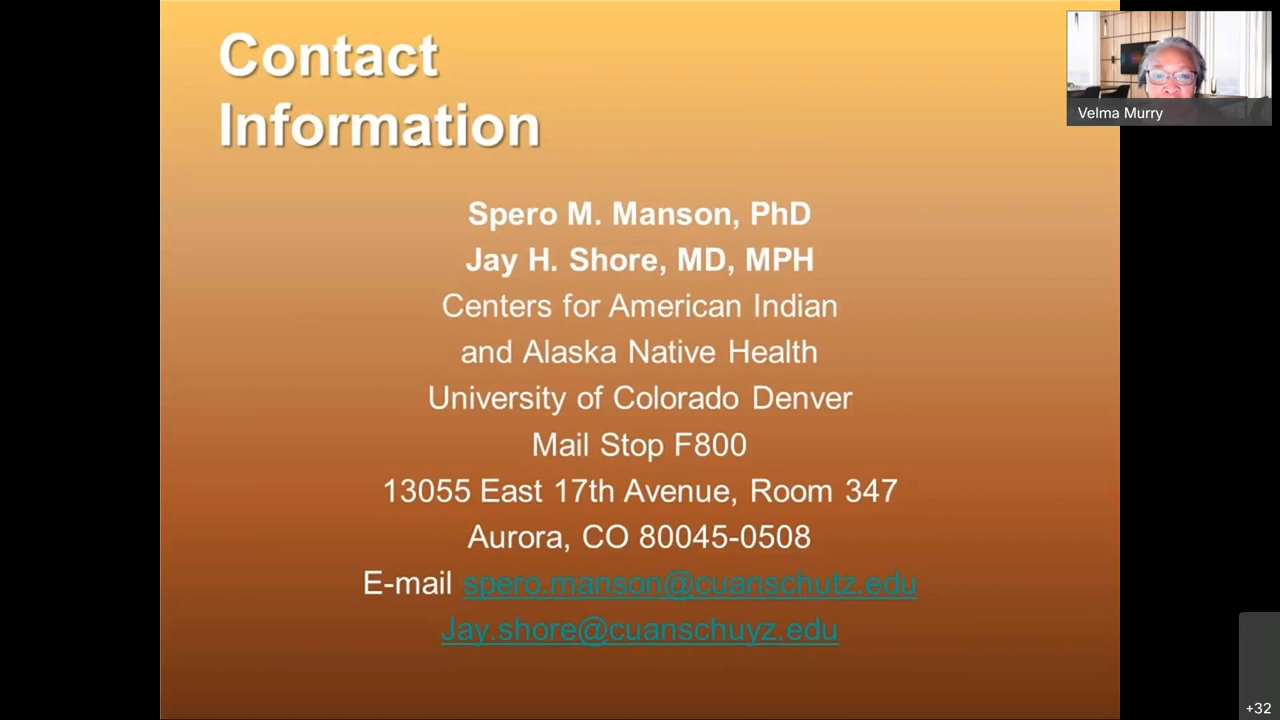 Contact
Information
Velma Murry
Spero M. Manson, PhD
Jay H. Shore, MD, MPH
Centers for American Indian
and Alaska Native Health
University of Colorado Denver
Mail Stop F800
13055 East 17th Avenue, Room 347
Aurora, CO 80045-0508
E-mail spero.manson@cuanschutz.edu
Jay.shore@cuanschuyz.edu
+32